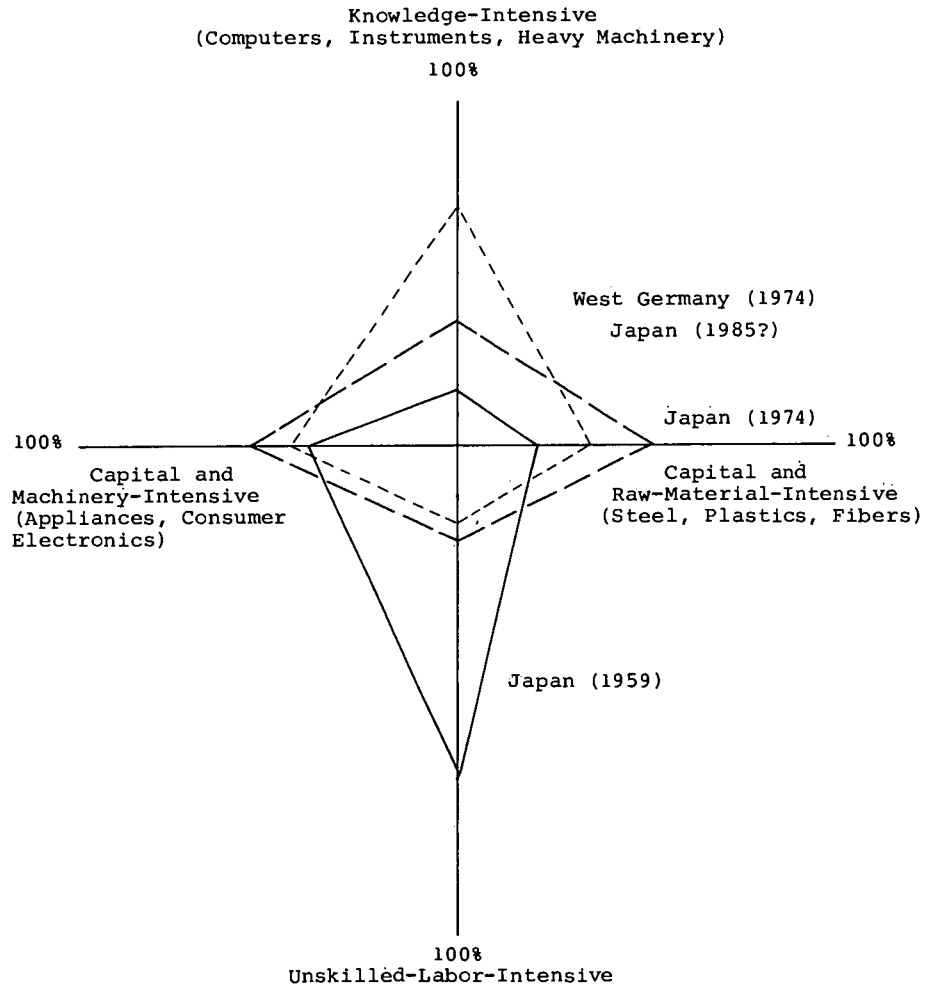 Knowledge-Intensive
(Computers, Instruments, Heavy Machinery)
100%
West Germany (1974)
Japan (1985?)
Japan (1974)
100%
100%
Capital and
Machinery-Intensive
(Appliances, Consumer
Electronics)
Capital and
Raw-Material-Intensive
(Steel, Plastics, Fibers)
Japan (1959)
100%
Unskilled-Labor-Intensive